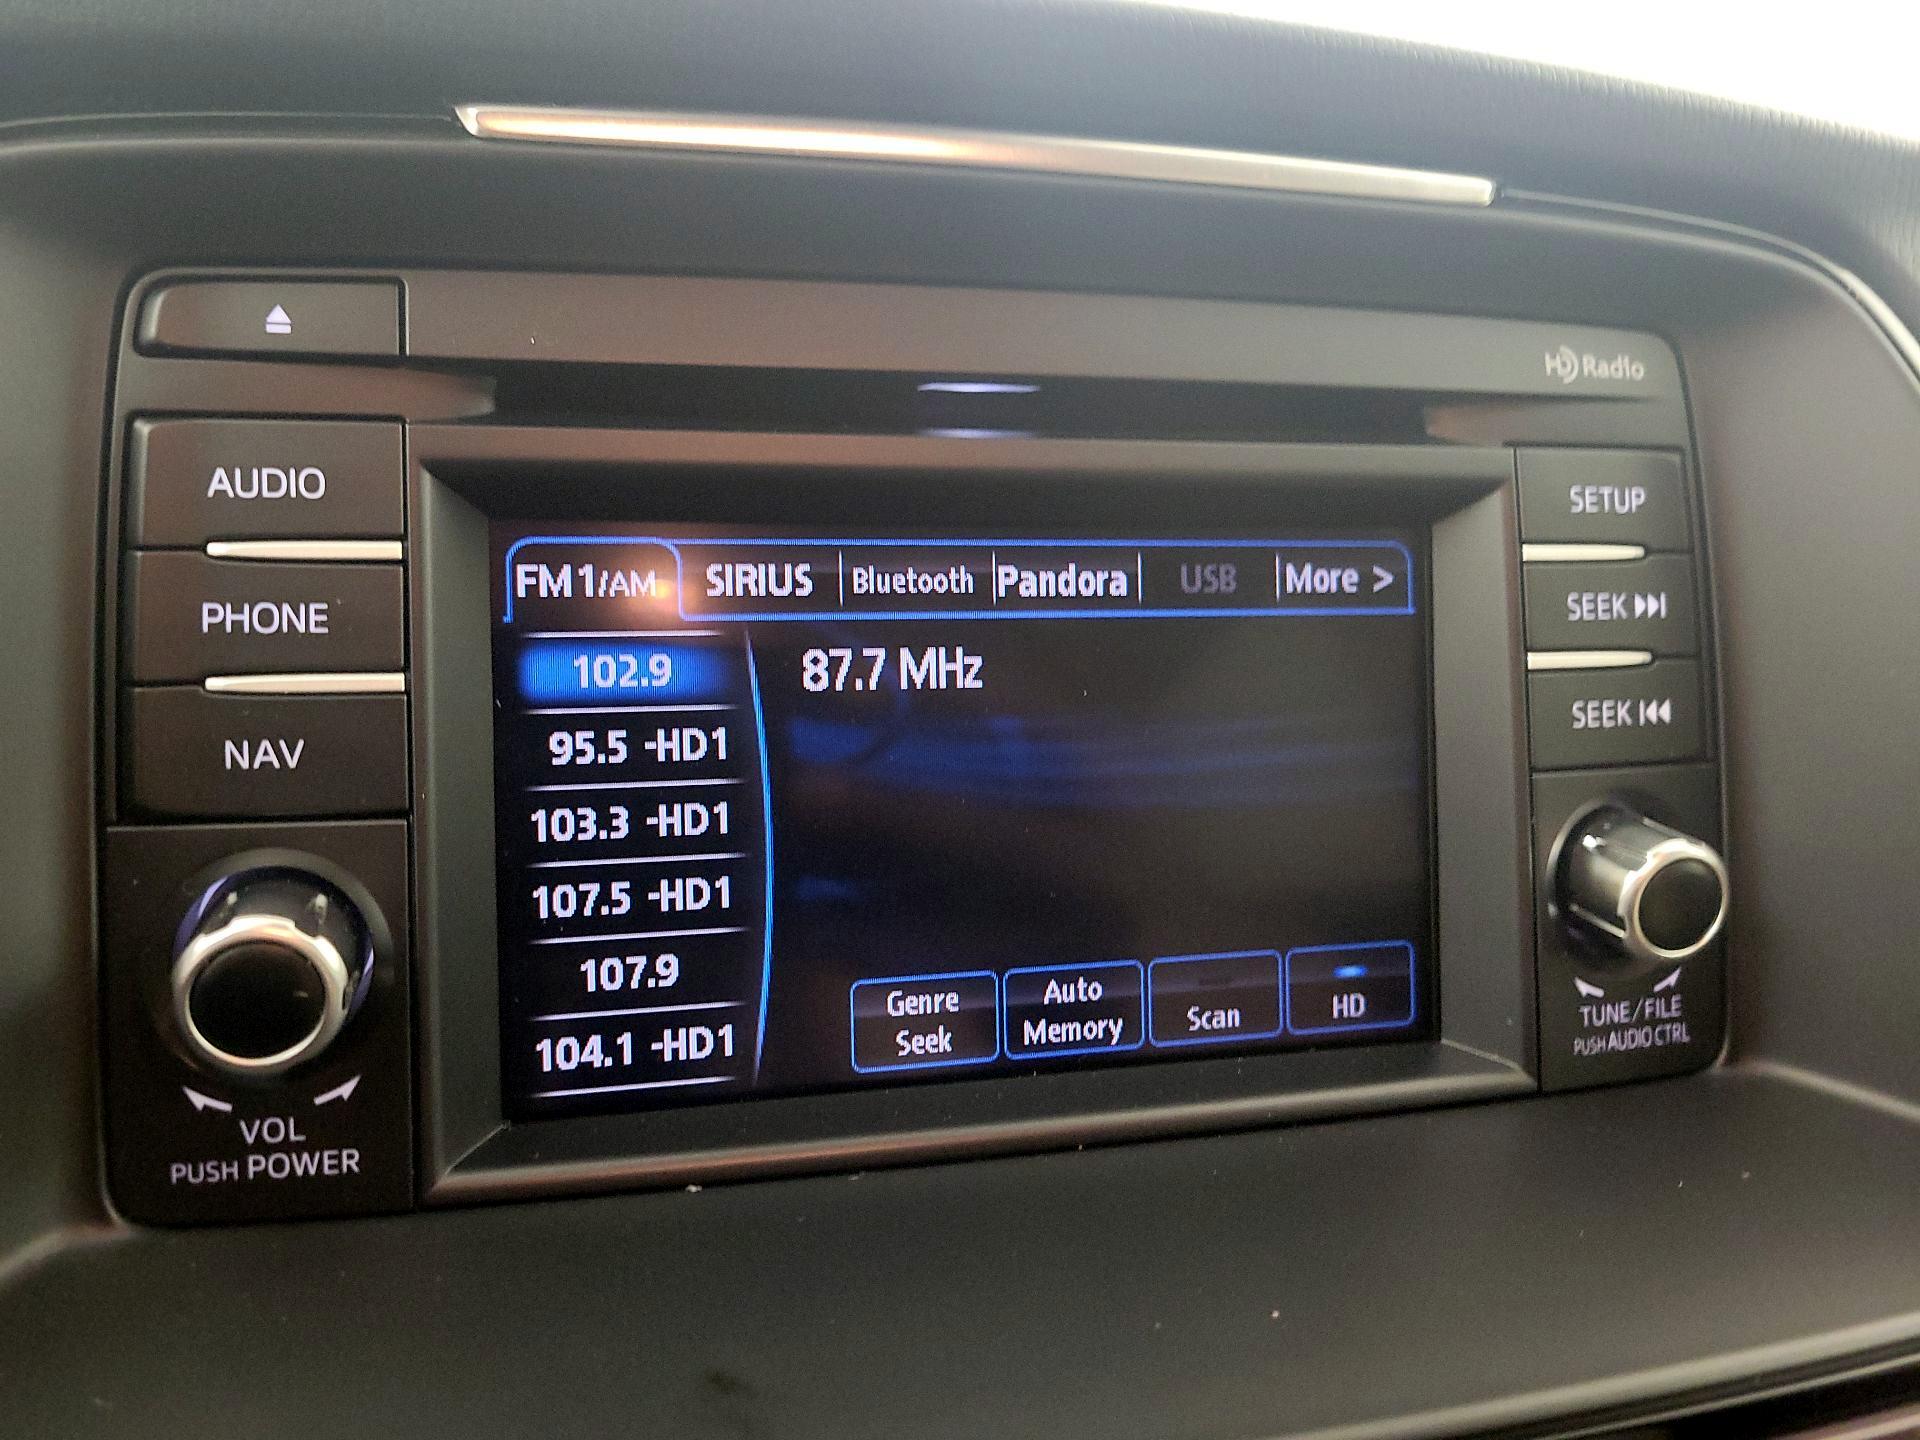 HD Radio
AUDIO
PHONE
NAV
VOL
PUSH POWER
FM1/AM SIRIUS Bluetooth Pandora USB More >
102.9
95.5 -HD1
103.3 -HD1
107.5 -HD1
107.9
104.1 -HD1
87.7 MHz
Genre
Seek
Auto
Memory
Scan
HD
SETUP
SEEK
SEEK
TUNE/FILE
PUSH AUDIO CTRL